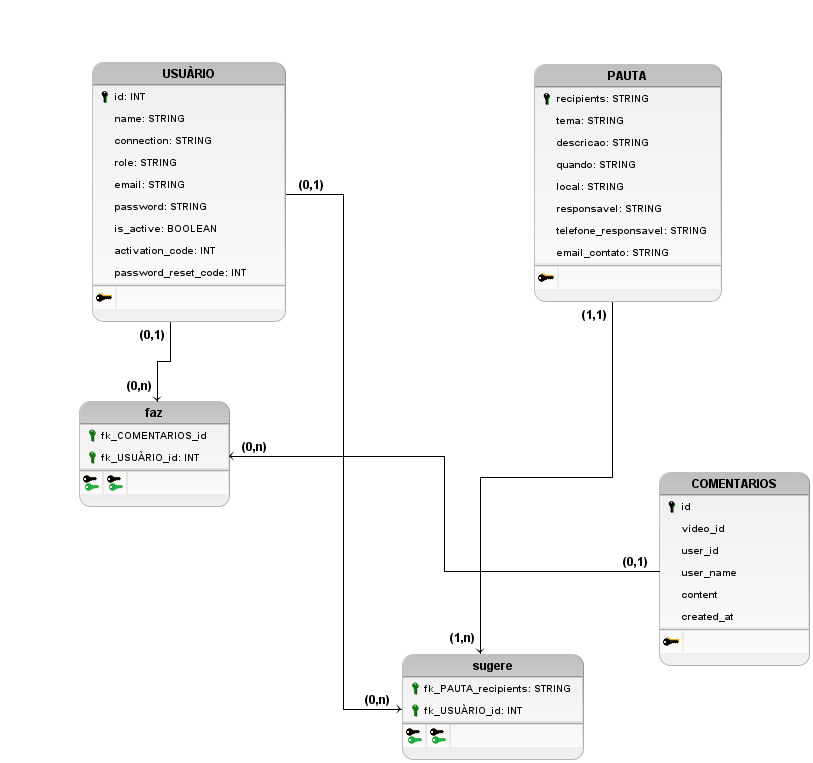 USUÀRIO
id: INT
name: STRING
connection: STRING
role: STRING
email: STRING
password: STRING
is_active: BOOLEAN
activation_code: INT
password_reset_code: INT
PAUTA
recipients: STRING
tema: STRING
descricao: STRING
quando: STRING
local: STRING
responsavel: STRING
telefone_responsavel: STRING
email_contato: STRING
(0,1)
(1,1)
(0,1)
(0,n)
faz
fk_COMENTARIOS_id
fk_USUÀRIO_id: INT
(0,n)
COMENTARIOS
id
video_id
user_id
user_name
content
created_at
(0,1)
(1,n)
(0,n)
sugere
fk_PAUTA_recipients: STRING
fk_USUÀRIO_id: INT